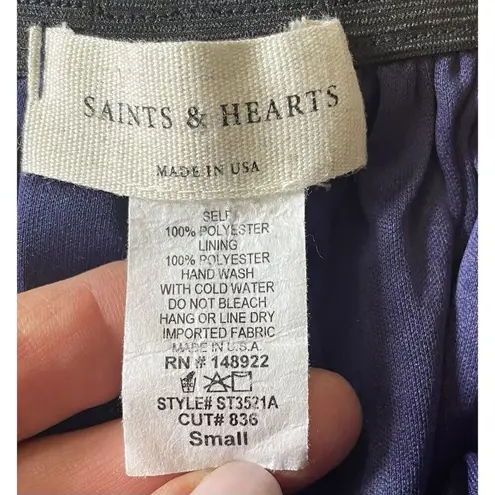 SAINTS & HEARTS
MADE IN USA
SELF
100% POLYESTER
LINING
100% POLYESTER
HAND WASH
WITH COLD WATER
DO NOT BLEACH
HANG OR LINE DRY
IMPORTED FABRIC
MADE IN U.S.A.
RN # 148922
STYLE# ST3521A
CUT# 836
Small